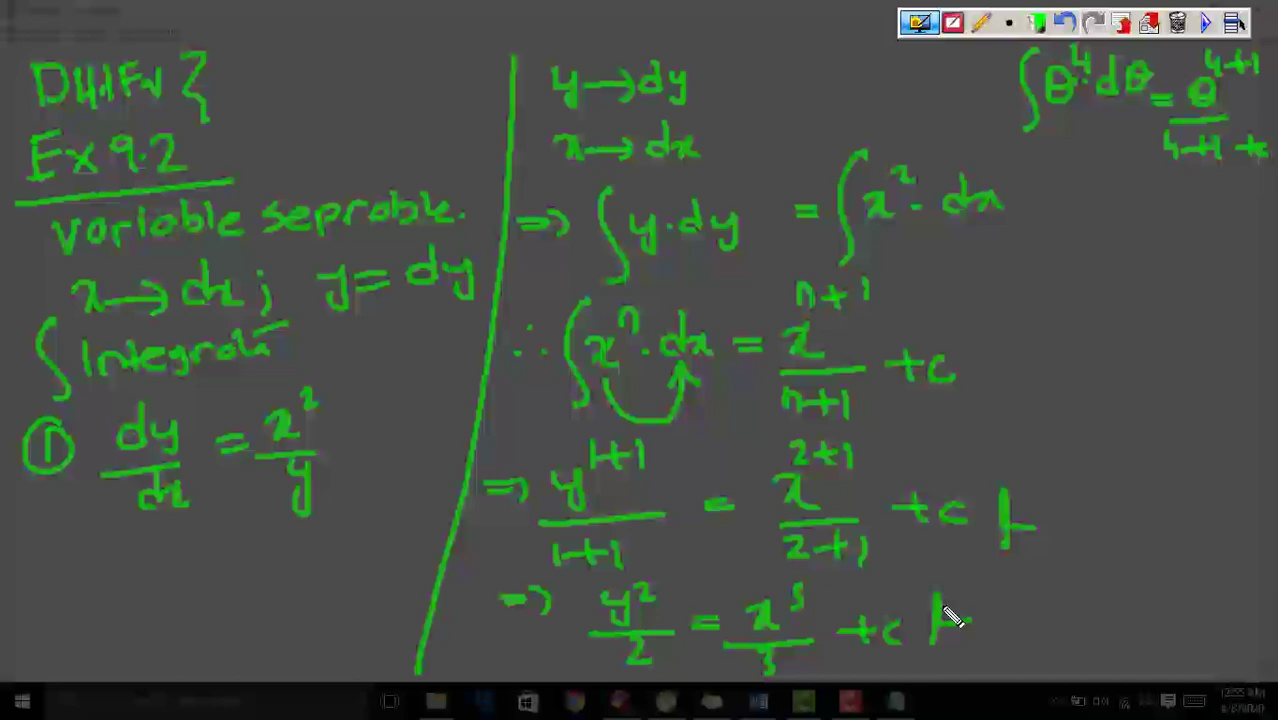 Ex 9.2
variable seprable.
x → dx; y = dy
∫ Integrat
① dy/dx = x²/y
y → dy
x → dx
⇒ ∫ y · dy = ∫ x² · dx
∴ ∫ xⁿ · dx = xⁿ⁺¹/n+1 + c
⇒ y¹⁺¹/1+1 = x²⁺¹/2+1 + c
⇒ y²/2 = x³/3 + c
∫ θ⁴ · dθ = θ⁴⁺¹/4+1 + c